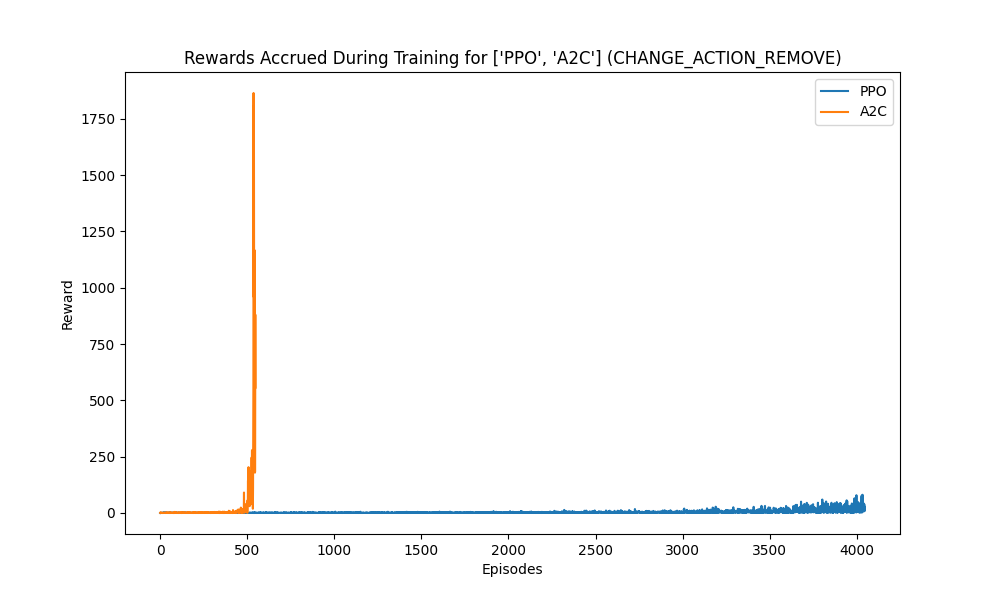 Rewards Accrued During Training for ['PPO', 'A2C'] (CHANGE_ACTION_REMOVE)
PPO
A2C
1750
1500
1250
1000
750
500
250
0
Reward
0 500 1000 1500 2000 2500 3000 3500 4000
Episodes